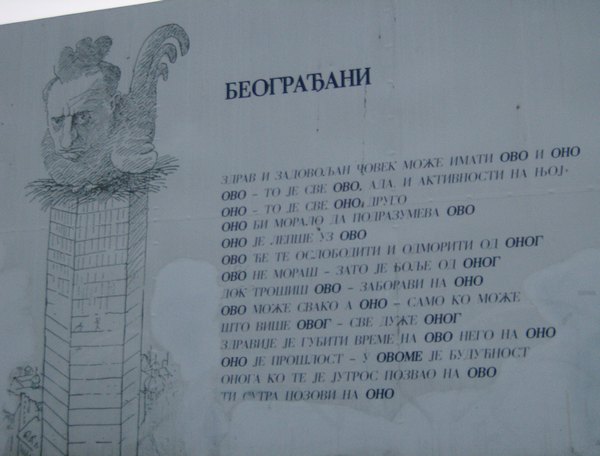 БЕОГРАЂАНИ
ЗДРАВ И ЗАДОВОЉАН ЧОВЕК МОЖЕ ИМАТИ ОВО И ОНО
ОВО - ТО ЈЕ СВЕ ОВО, АДА, И АКТИВНОСТИ НА ЊОЈ.
ОНО - ТО ЈЕ СВЕ ОНО, ДРУГО
ОНО БИ МОРАЛО ДА ПОДРАЗУМЕВА ОВО
ОНО ЈЕ ЛЕПШЕ УЗ ОВО
ОВО ЋЕ ТЕ ОСЛОБОДИТИ И ОДМОРИТИ ОД ОНОГ
ОВО НЕ МОРАШ - ЗАТО ЈЕ БОЉЕ ОД ОНОГ
ДОК ТРОШИШ ОВО - ЗАБОРАВИ НА ОНО
ОВО МОЖЕ СВАКО А ОНО - САМО КО МОЖЕ
ШТО ВИШЕ ОВОГ - СВЕ ДУЖЕ ОНОГ
ЗДРАВИЈЕ ЈЕ ГУБИТИ ВРЕМЕ НА ОВО НЕГО НА ОНО
ОНО ЈЕ ПРОШЛОСТ - У ОВОМЕ ЈЕ БУДУЋНОСТ
ОНОГА КО ТЕ ЈЕ ЈУТРОС ПОЗВАО НА ОВО
ТИ СУТРА ПОЗОВИ НА ОНО